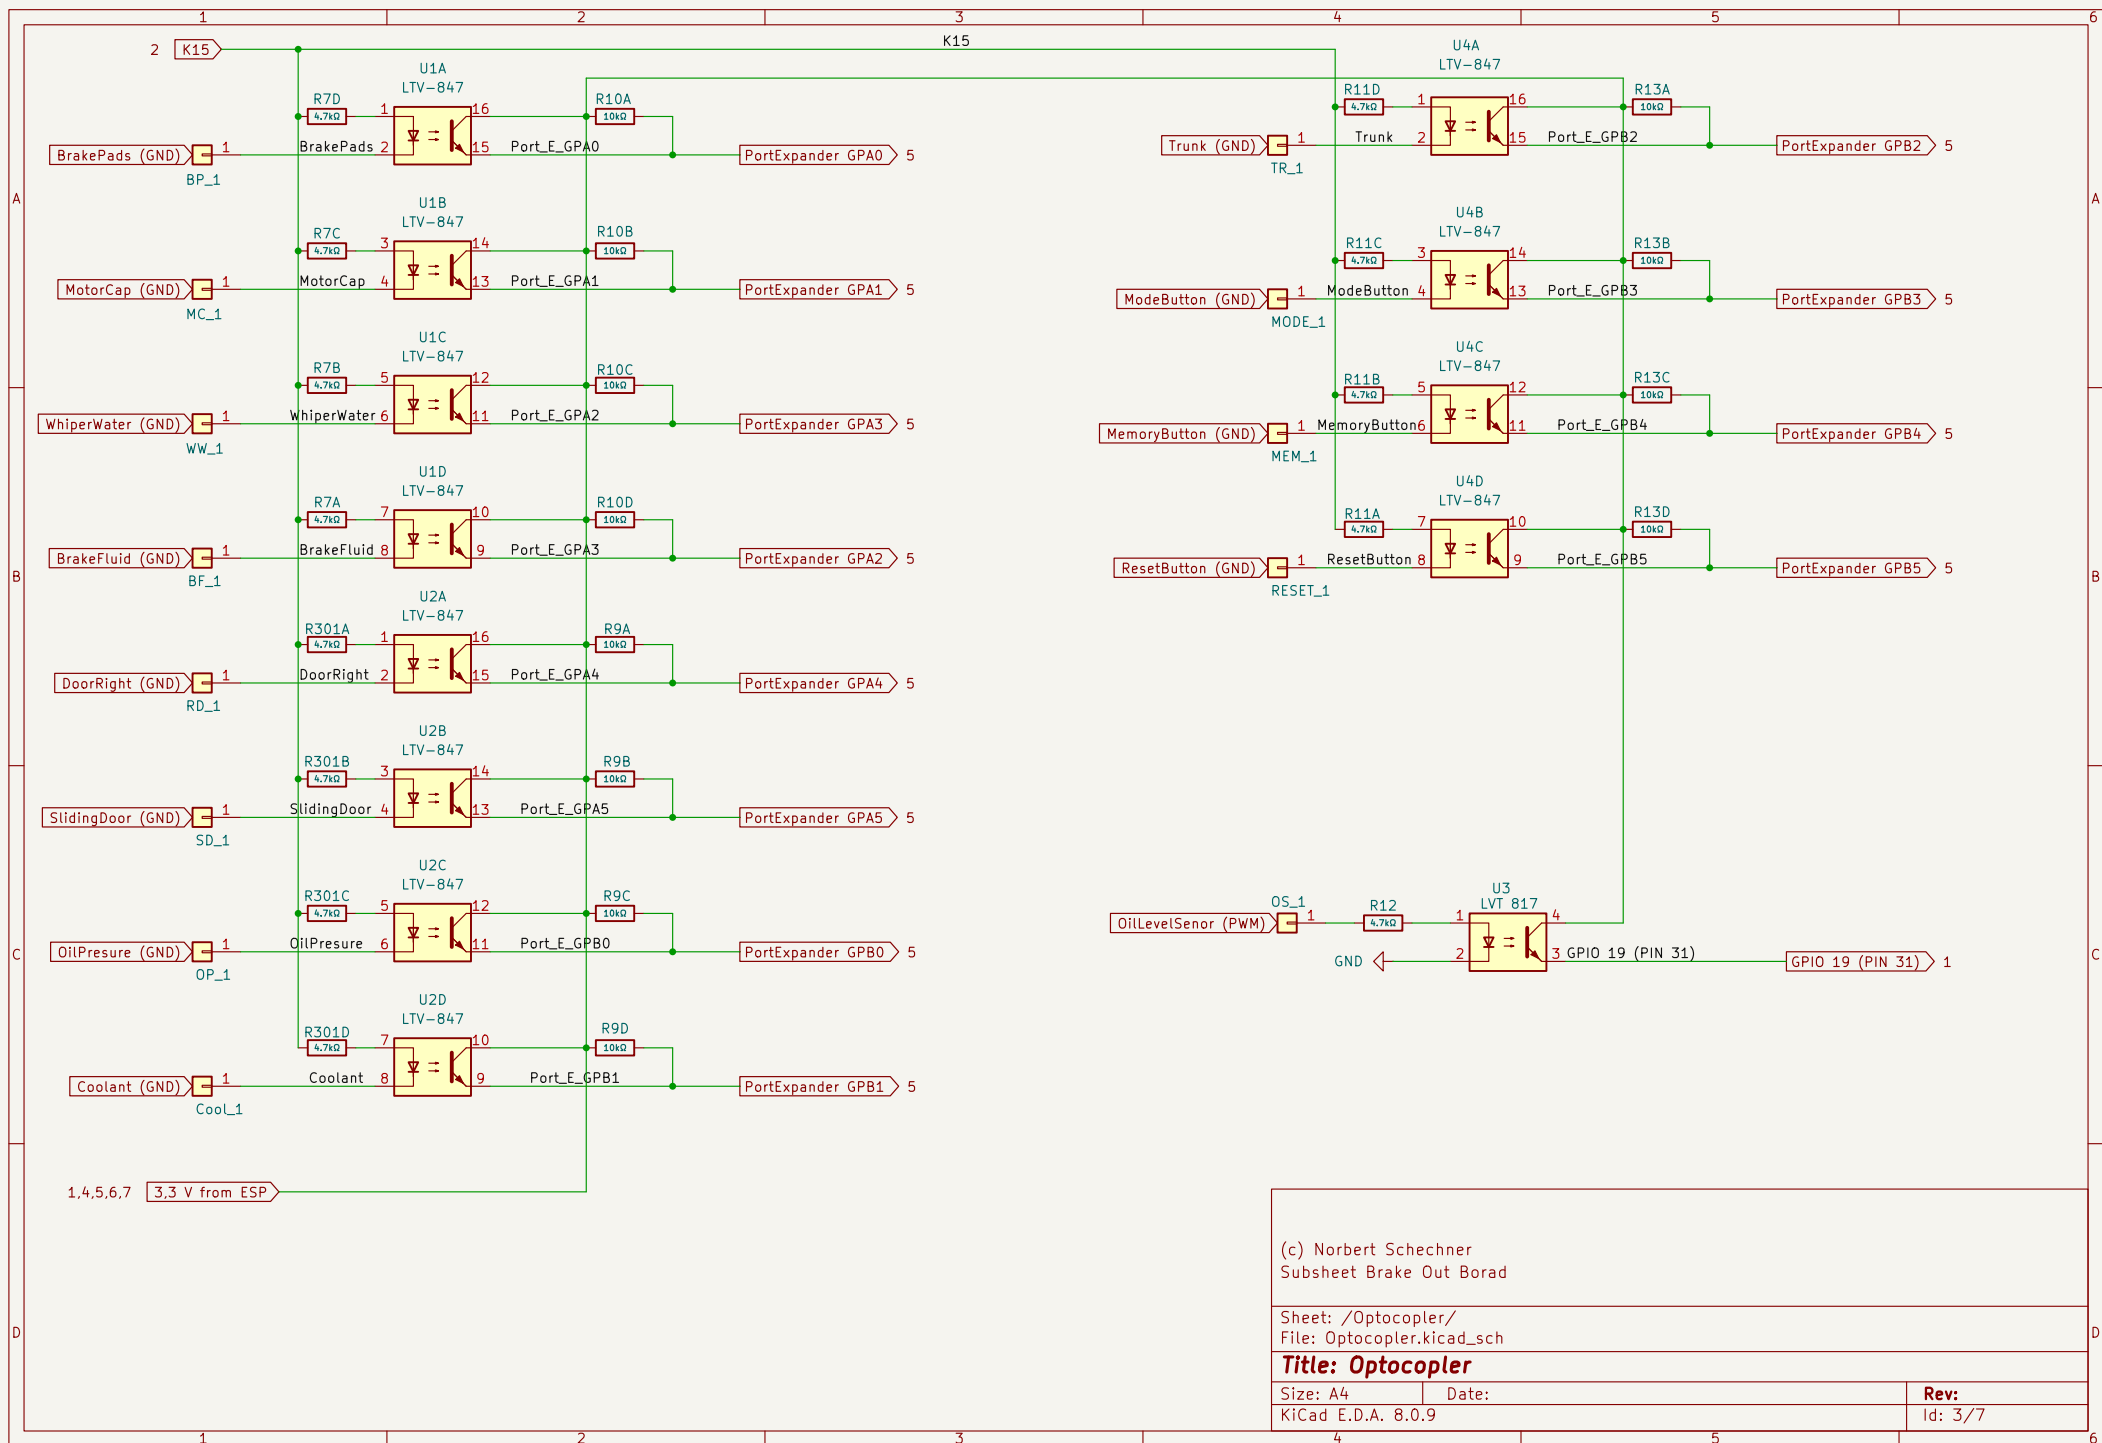 1 2 3 4 5 6
2 K15
K15
U1A
LTV-847
R7D
4.7kΩ
1 16
R10A
10kΩ
BrakePads (GND) 1 BrakePads 2 15 Port_E_GPA0 PortExpander GPA0 5
BP_1
A
U1B
LTV-847
R7C
4.7kΩ
3 14
R10B
10kΩ
MotorCap (GND) 1 MotorCap 4 13 Port_E_GPA1 PortExpander GPA1 5
MC_1
U1C
LTV-847
R7B
4.7kΩ
5 12
R10C
10kΩ
WhiperWater (GND) 1 WhiperWater 6 11 Port_E_GPA2 PortExpander GPA3 5
WW_1
U1D
LTV-847
R7A
4.7kΩ
7 10
R10D
10kΩ
BrakeFluid (GND) 1 BrakeFluid 8 9 Port_E_GPA3 PortExpander GPA2 5
BF_1
B
U2A
LTV-847
R301A
4.7kΩ
1 16
R9A
10kΩ
DoorRight (GND) 1 DoorRight 2 15 Port_E_GPA4 PortExpander GPA4 5
RD_1
U2B
LTV-847
R301B
4.7kΩ
3 14
R9B
10kΩ
SlidingDoor (GND) 1 SlidingDoor 4 13 Port_E_GPA5 PortExpander GPA5 5
SD_1
U2C
LTV-847
R301C
4.7kΩ
5 12
R9C
10kΩ
OilPresure (GND) 1 OilPresure 6 11 Port_E_GPB0 PortExpander GPB0 5
OP_1
C
U2D
LTV-847
R301D
4.7kΩ
7 10
R9D
10kΩ
Coolant (GND) 1 Coolant 8 9 Port_E_GPB1 PortExpander GPB1 5
Cool_1
1,4,5,6,7 3,3 V from ESP
D
U4A
LTV-847
R11D
4.7kΩ
1 16
R13A
10kΩ
Trunk (GND) 1 Trunk 2 15 Port_E_GPB2 PortExpander GPB2 5
TR_1
A
U4B
LTV-847
R11C
4.7kΩ
3 14
R13B
10kΩ
ModeButton (GND) 1 ModeButton 4 13 Port_E_GPB3 PortExpander GPB3 5
MODE_1
U4C
LTV-847
R11B
4.7kΩ
5 12
R13C
10kΩ
MemoryButton (GND) 1 MemoryButton 6 11 Port_E_GPB4 PortExpander GPB4 5
MEM_1
U4D
LTV-847
R11A
4.7kΩ
7 10
R13D
10kΩ
ResetButton (GND) 1 ResetButton 8 9 Port_E_GPB5 PortExpander GPB5 5
RESET_1
B
U3
LVT 817
OS_1
R12
OilLevelSenor (PWM) 1 4.7kΩ 1 4
GND 2 3 GPIO 19 (PIN 31) GPIO 19 (PIN 31) 1
C
(c) Norbert Schechner
Subsheet Brake Out Borad
Sheet: /Optocopler/
File: Optocopler.kicad_sch
D
Title: Optocopler
Size: A4 Date: Rev:
KiCad E.D.A. 8.0.9 Id: 3/7
1 2 3 4 5 6